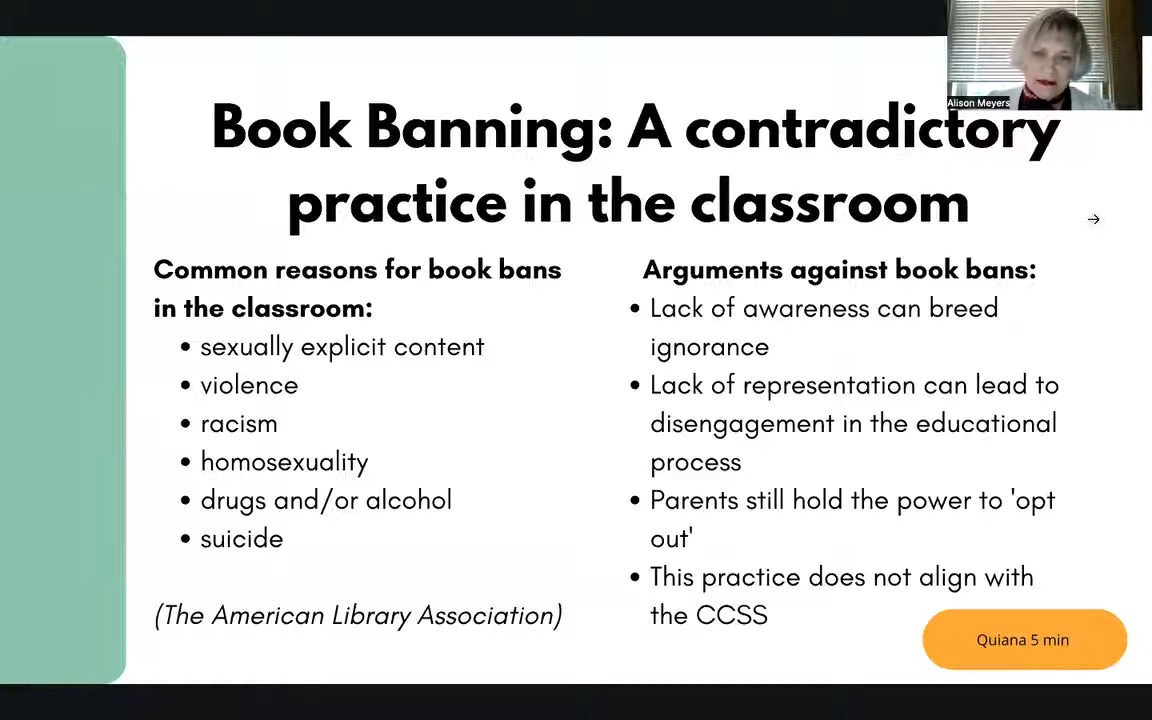 Alison Meyers
Book Banning: A contradictory
practice in the classroom
→
Common reasons for book bans
in the classroom:
• sexually explicit content
• violence
• racism
• homosexuality
• drugs and/or alcohol
• suicide
(The American Library Association)
Arguments against book bans:
• Lack of awareness can breed
ignorance
• Lack of representation can lead to
disengagement in the educational
process
• Parents still hold the power to 'opt
out'
• This practice does not align with
the CCSS
Quiana 5 min